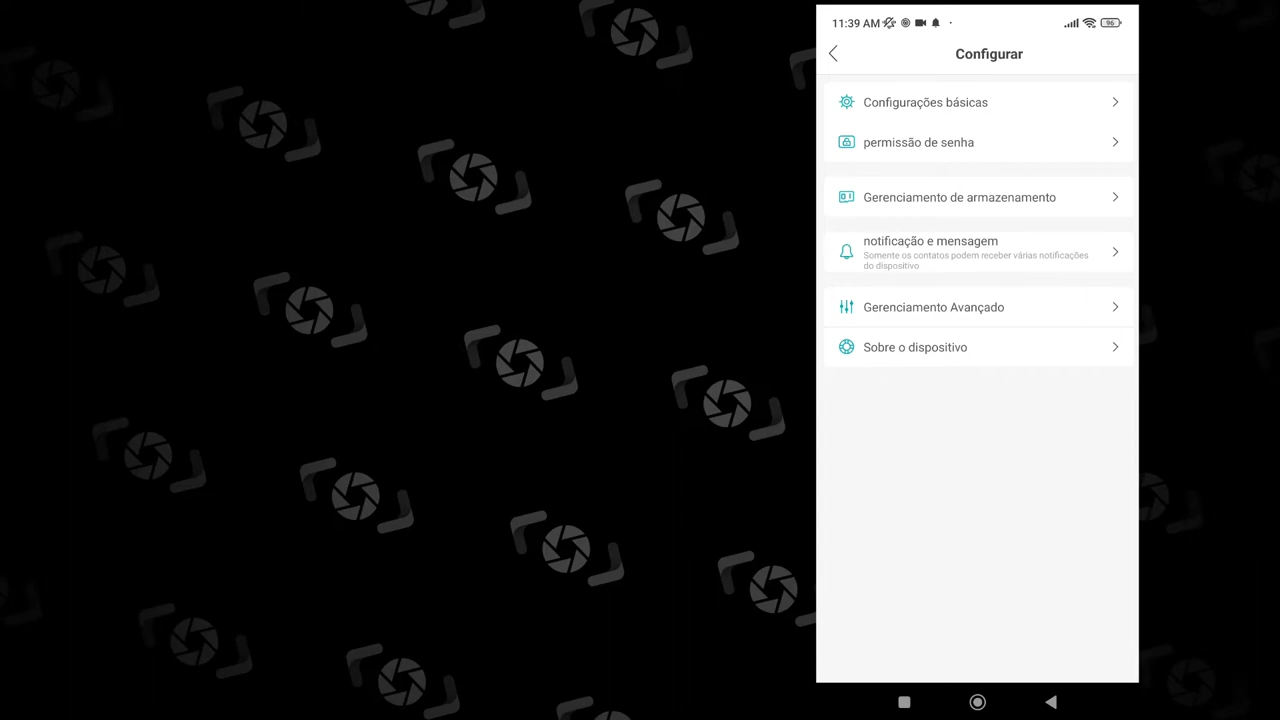 11:39 AM
96
Configurar
Configurações básicas
permissão de senha
Gerenciamento de armazenamento
notificação e mensagem
Somente os contatos podem receber várias notificações
do dispositivo
Gerenciamento Avançado
Sobre o dispositivo